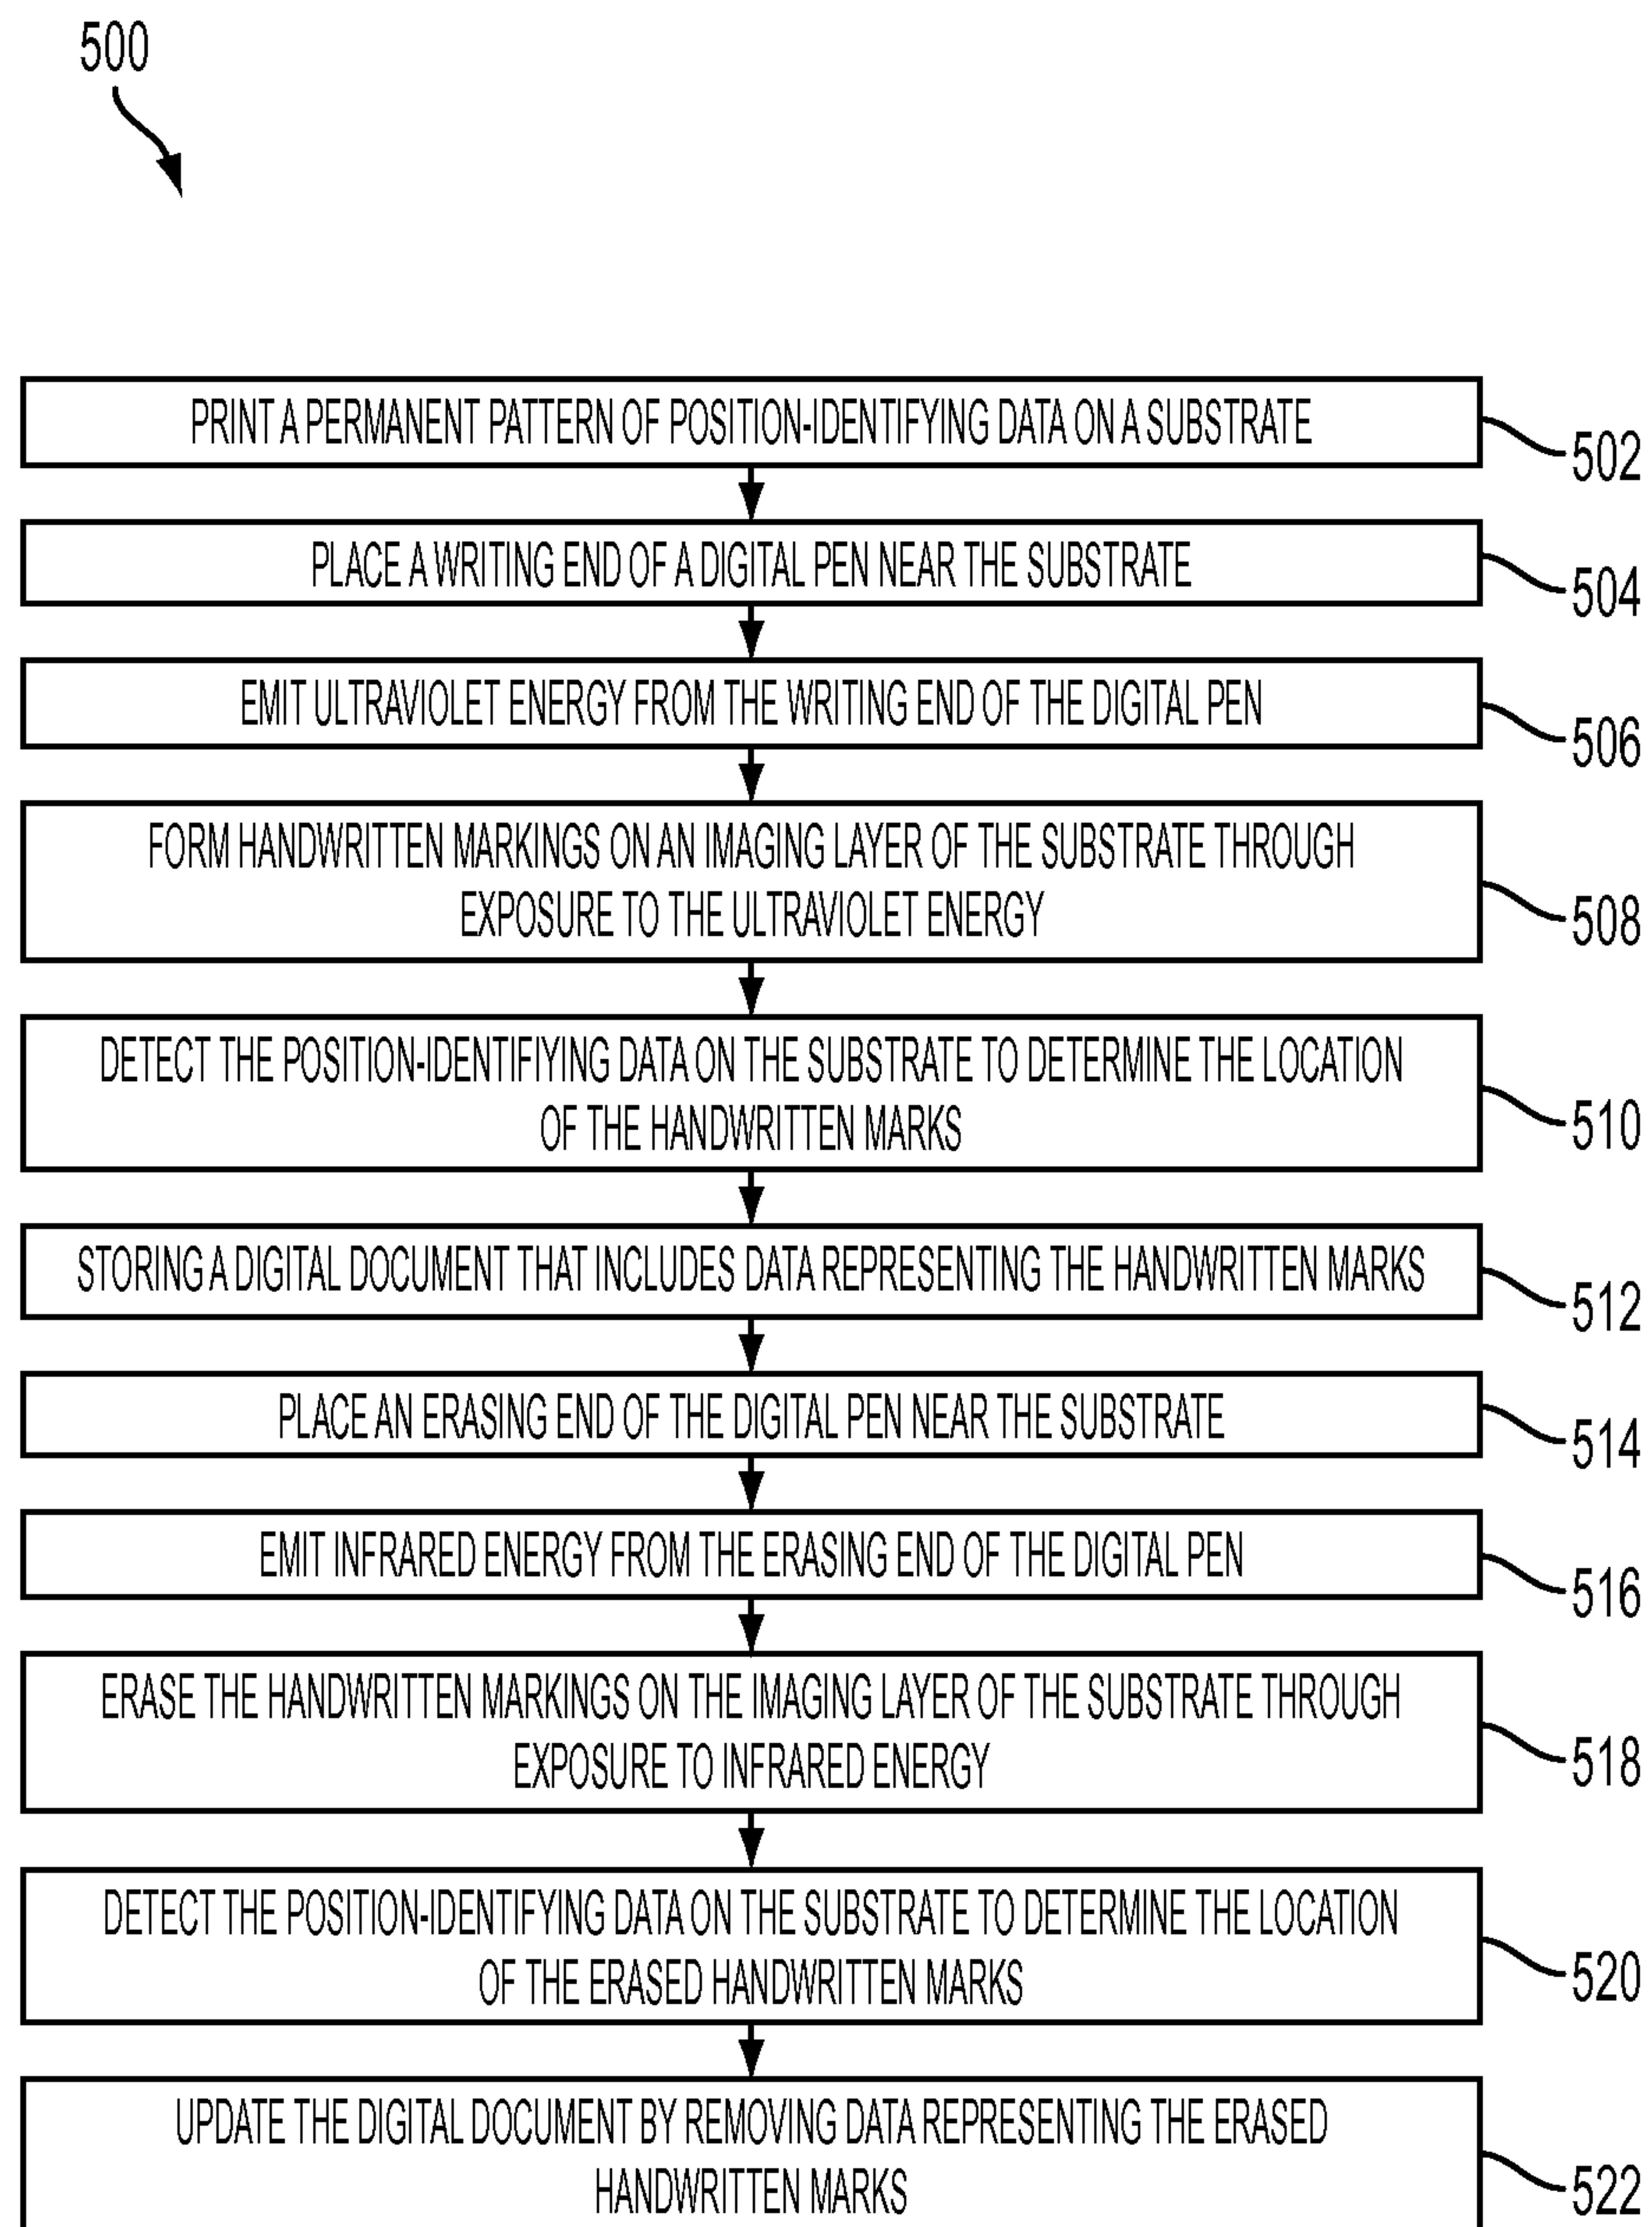 500
PRINT A PERMANENT PATTERN OF POSITION-IDENTIFYING DATA ON A SUBSTRATE
502
PLACE A WRITING END OF A DIGITAL PEN NEAR THE SUBSTRATE
504
EMIT ULTRAVIOLET ENERGY FROM THE WRITING END OF THE DIGITAL PEN
506
FORM HANDWRITTEN MARKINGS ON AN IMAGING LAYER OF THE SUBSTRATE THROUGH
EXPOSURE TO THE ULTRAVIOLET ENERGY
508
DETECT THE POSITION-IDENTIFIYING DATA ON THE SUBSTRATE TO DETERMINE THE LOCATION
OF THE HANDWRITTEN MARKS
510
STORING A DIGITAL DOCUMENT THAT INCLUDES DATA REPRESENTING THE HANDWRITTEN MARKS
512
PLACE AN ERASING END OF THE DIGITAL PEN NEAR THE SUBSTRATE
514
EMIT INFRARED ENERGY FROM THE ERASING END OF THE DIGITAL PEN
516
ERASE THE HANDWRITTEN MARKINGS ON THE IMAGING LAYER OF THE SUBSTRATE THROUGH
EXPOSURE TO INFRARED ENERGY
518
DETECT THE POSITION-IDENTIFYING DATA ON THE SUBSTRATE TO DETERMINE THE LOCATION
OF THE ERASED HANDWRITTEN MARKS
520
UPDATE THE DIGITAL DOCUMENT BY REMOVING DATA REPRESENTING THE ERASED
HANDWRITTEN MARKS
522